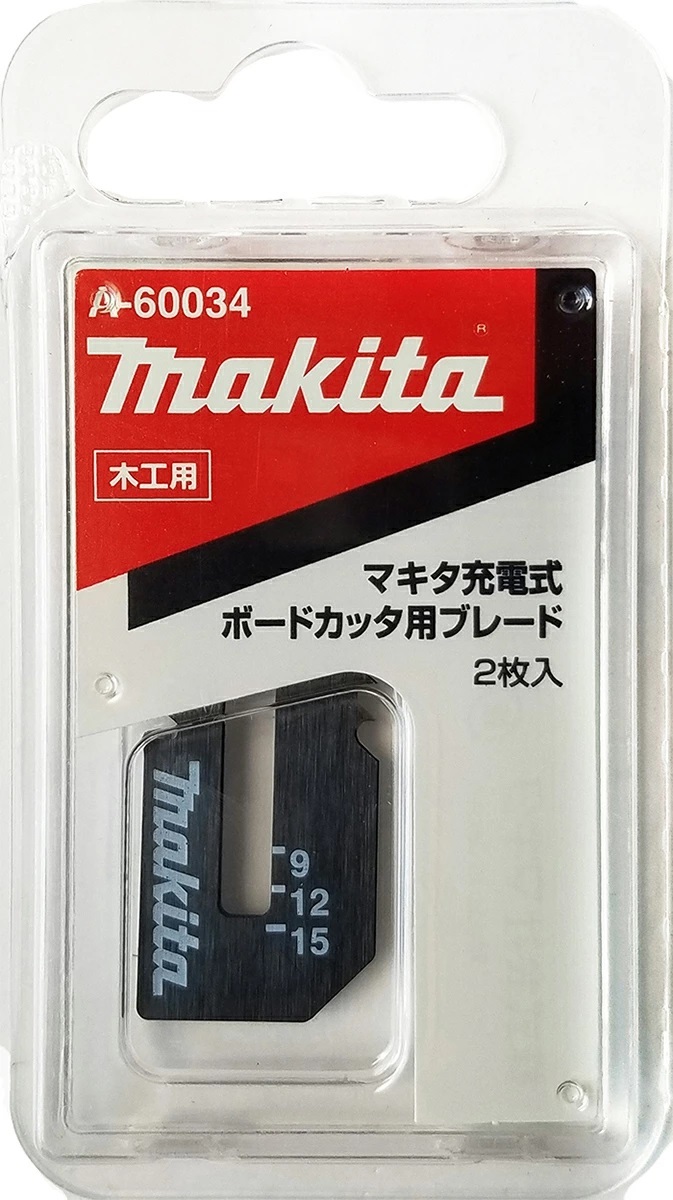 A-60034
makita®
木工用
マキタ充電式
ボードカッタ用ブレード
2枚入
makita
9
12
15